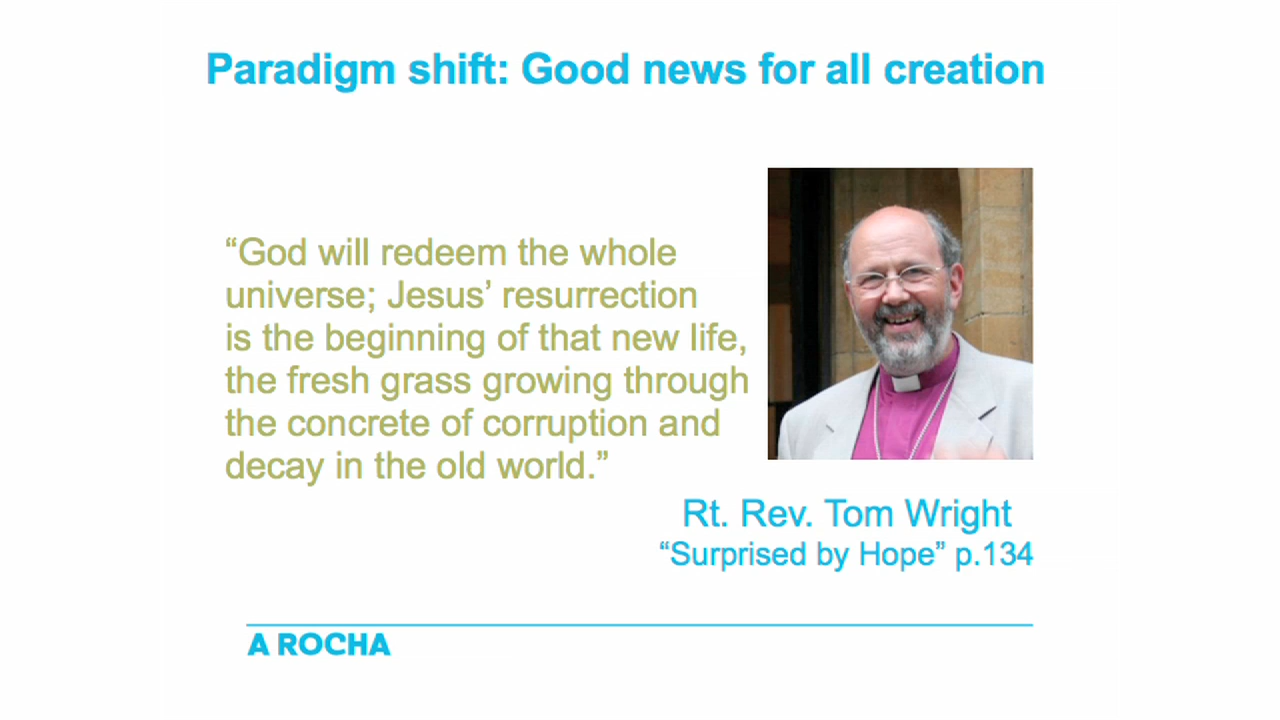 Paradigm shift: Good news for all creation
“God will redeem the whole
universe; Jesus’ resurrection
is the beginning of that new life,
the fresh grass growing through
the concrete of corruption and
decay in the old world.”
Rt. Rev. Tom Wright
“Surprised by Hope” p.134
A ROCHA